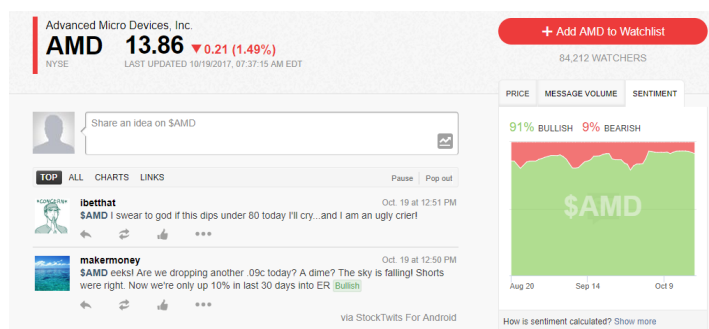 Advanced Micro Devices, Inc.
AMD 13.86 ▼0.21 (1.49%)
NYSE LAST UPDATED 10/19/2017, 07:37:15 AM EDT
+ Add AMD to Watchlist
84,212 WATCHERS
PRICE MESSAGE VOLUME SENTIMENT
91% BULLISH 9% BEARISH
$AMD
Aug 20 Sep 14 Oct 9
How is sentiment calculated? Show more
Share an idea on $AMD
TOP ALL CHARTS LINKS Pause Pop out
ibetthat Oct. 19 at 12:51 PM
$AMD I swear to god if this dips under 80 today I'll cry...and I am an ugly crier!
makermoney Oct. 19 at 12:50 PM
$AMD eeks! Are we dropping another .09c today? A dime? The sky is falling! Shorts
were right. Now we're only up 10% in last 30 days into ER Bullish
via StockTwits For Android